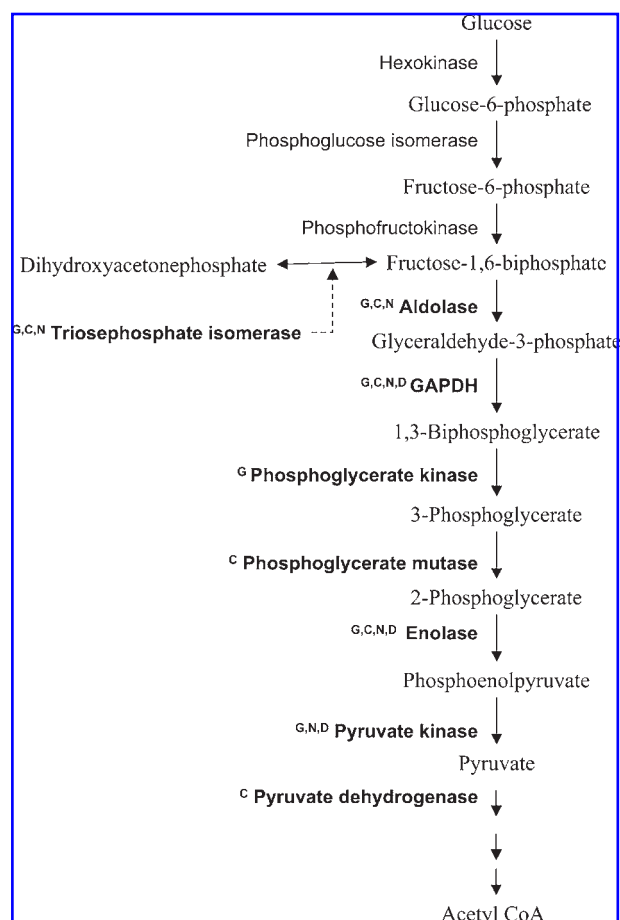 Glucose
Hexokinase
Glucose-6-phosphate
Phosphoglucose isomerase
Fructose-6-phosphate
Phosphofructokinase
Dihydroxyacetonephosphate Fructose-1,6-biphosphate
G,C,N Aldolase
G,C,N Triosephosphate isomerase
Glyceraldehyde-3-phosphate
G,C,N,D GAPDH
1,3-Biphosphoglycerate
G Phosphoglycerate kinase
3-Phosphoglycerate
C Phosphoglycerate mutase
2-Phosphoglycerate
G,C,N,D Enolase
Phosphoenolpyruvate
G,N,D Pyruvate kinase
Pyruvate
C Pyruvate dehydrogenase
Acetyl CoA